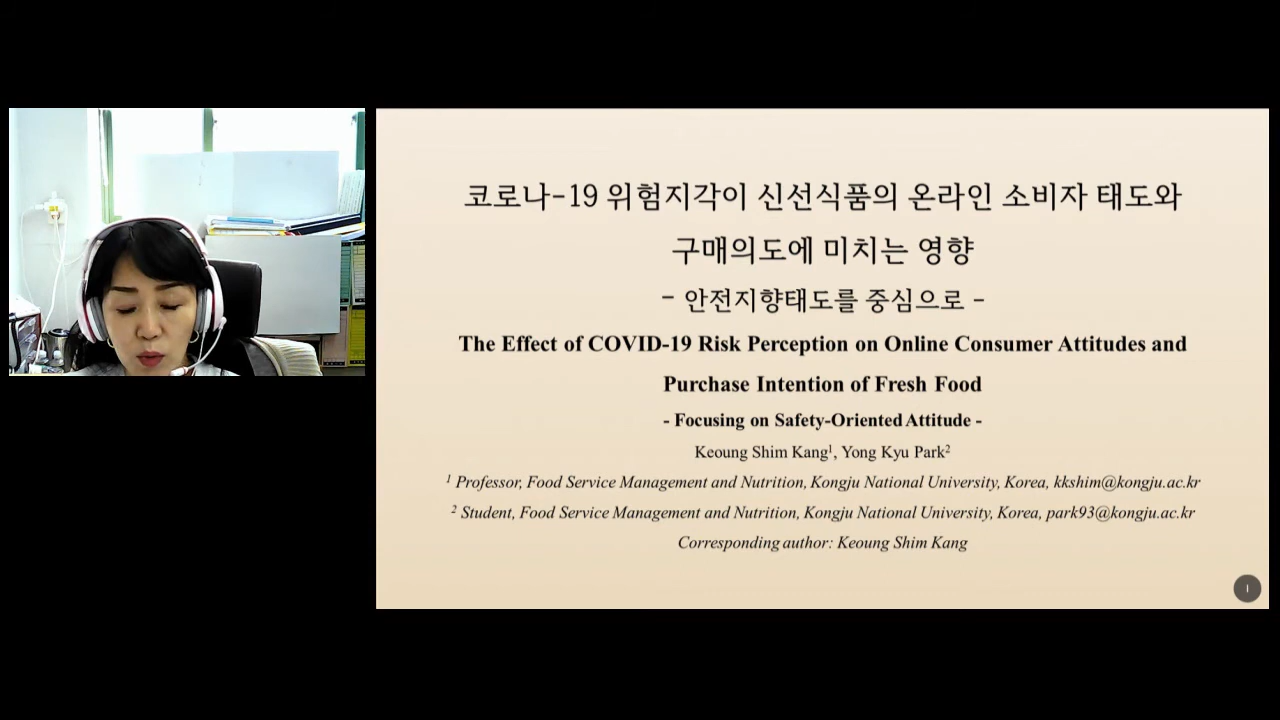 코로나-19 위험지각이 신선식품의 온라인 소비자 태도와
구매의도에 미치는 영향
- 안전지향태도를 중심으로 -
The Effect of COVID-19 Risk Perception on Online Consumer Attitudes and
Purchase Intention of Fresh Food
- Focusing on Safety-Oriented Attitude -
Keoung Shim Kang¹, Yong Kyu Park²
¹ Professor, Food Service Management and Nutrition, Kongju National University, Korea, kkshim@kongju.ac.kr
² Student, Food Service Management and Nutrition, Kongju National University, Korea, park93@kongju.ac.kr
Corresponding author: Keoung Shim Kang
1